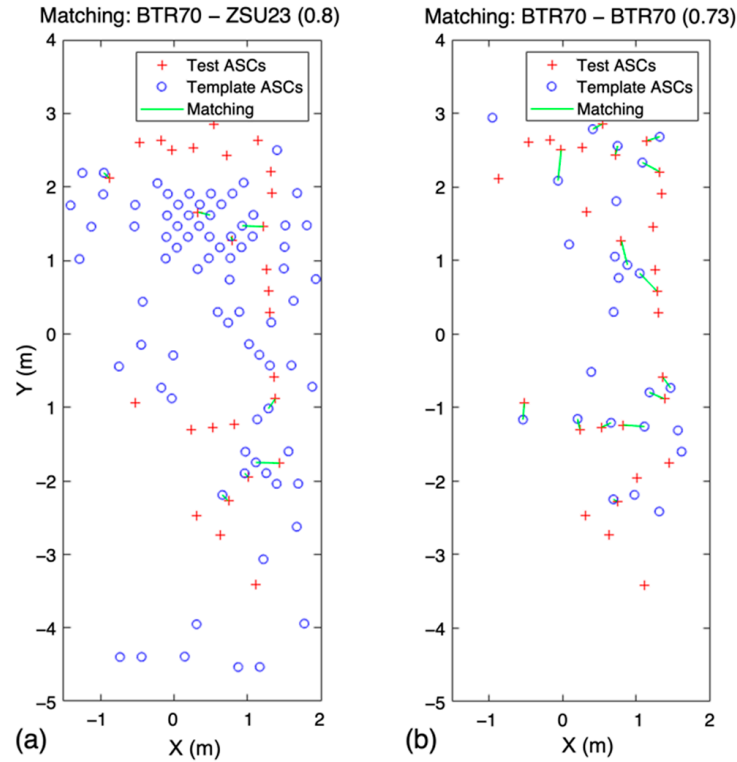 Matching: BTR70 – ZSU23 (0.8)
4
3
2
1
0
−1
−2
−3
−4
−5
Y (m)
Test ASCs
Template ASCs
Matching
−1 0 1 2
X (m)
(a)
Matching: BTR70 – BTR70 (0.73)
4
3
2
1
0
−1
−2
−3
−4
−5
Test ASCs
Template ASCs
Matching
−1 0 1 2
X (m)
(b)